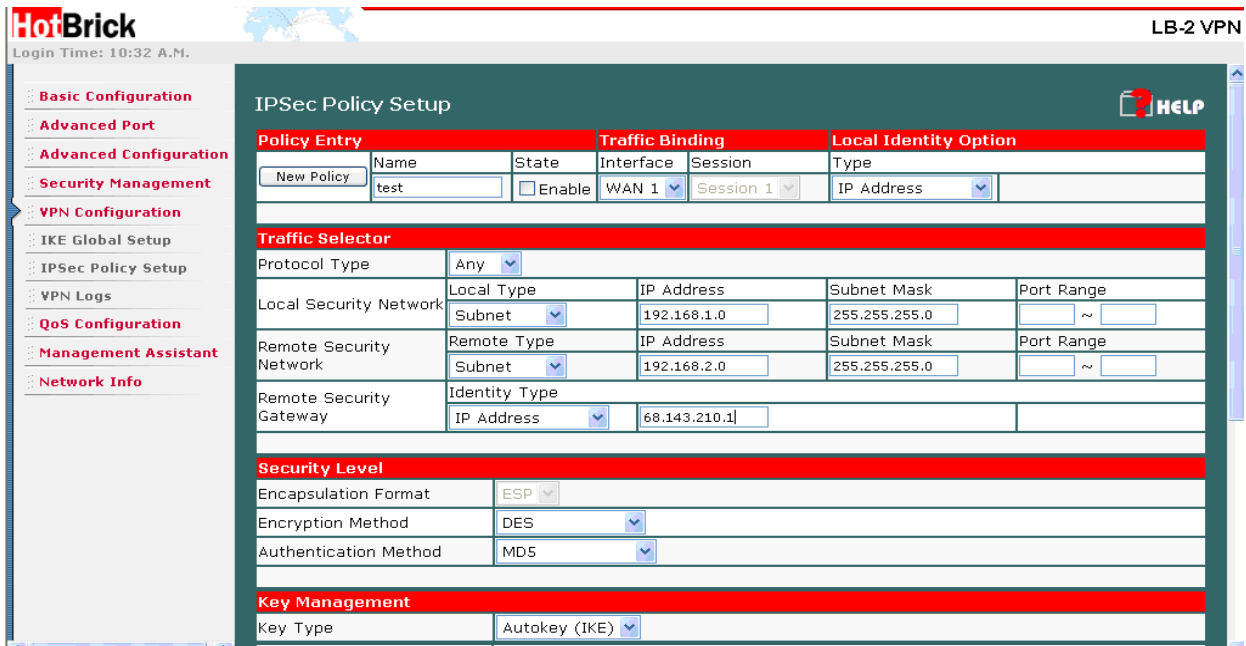 HotBrick
LB-2 VPN
Login Time: 10:32 A.M.
Basic Configuration
Advanced Port
Advanced Configuration
Security Management
VPN Configuration
IKE Global Setup
IPSec Policy Setup
VPN Logs
QoS Configuration
Management Assistant
Network Info
IPSec Policy Setup
? HELP
Policy Entry Traffic Binding Local Identity Option
Name State Interface Session Type
New Policy test Enable WAN 1 Session 1 IP Address
Traffic Selector
Protocol Type Any
Local Type IP Address Subnet Mask Port Range
Local Security Network Subnet 192.168.1.0 255.255.255.0 ~
Remote Security Network Remote Type IP Address Subnet Mask Port Range
Subnet 192.168.2.0 255.255.255.0 ~
Remote Security Gateway Identity Type
IP Address 68.143.210.1
Security Level
Encapsulation Format ESP
Encryption Method DES
Authentication Method MD5
Key Management
Key Type Autokey (IKE)